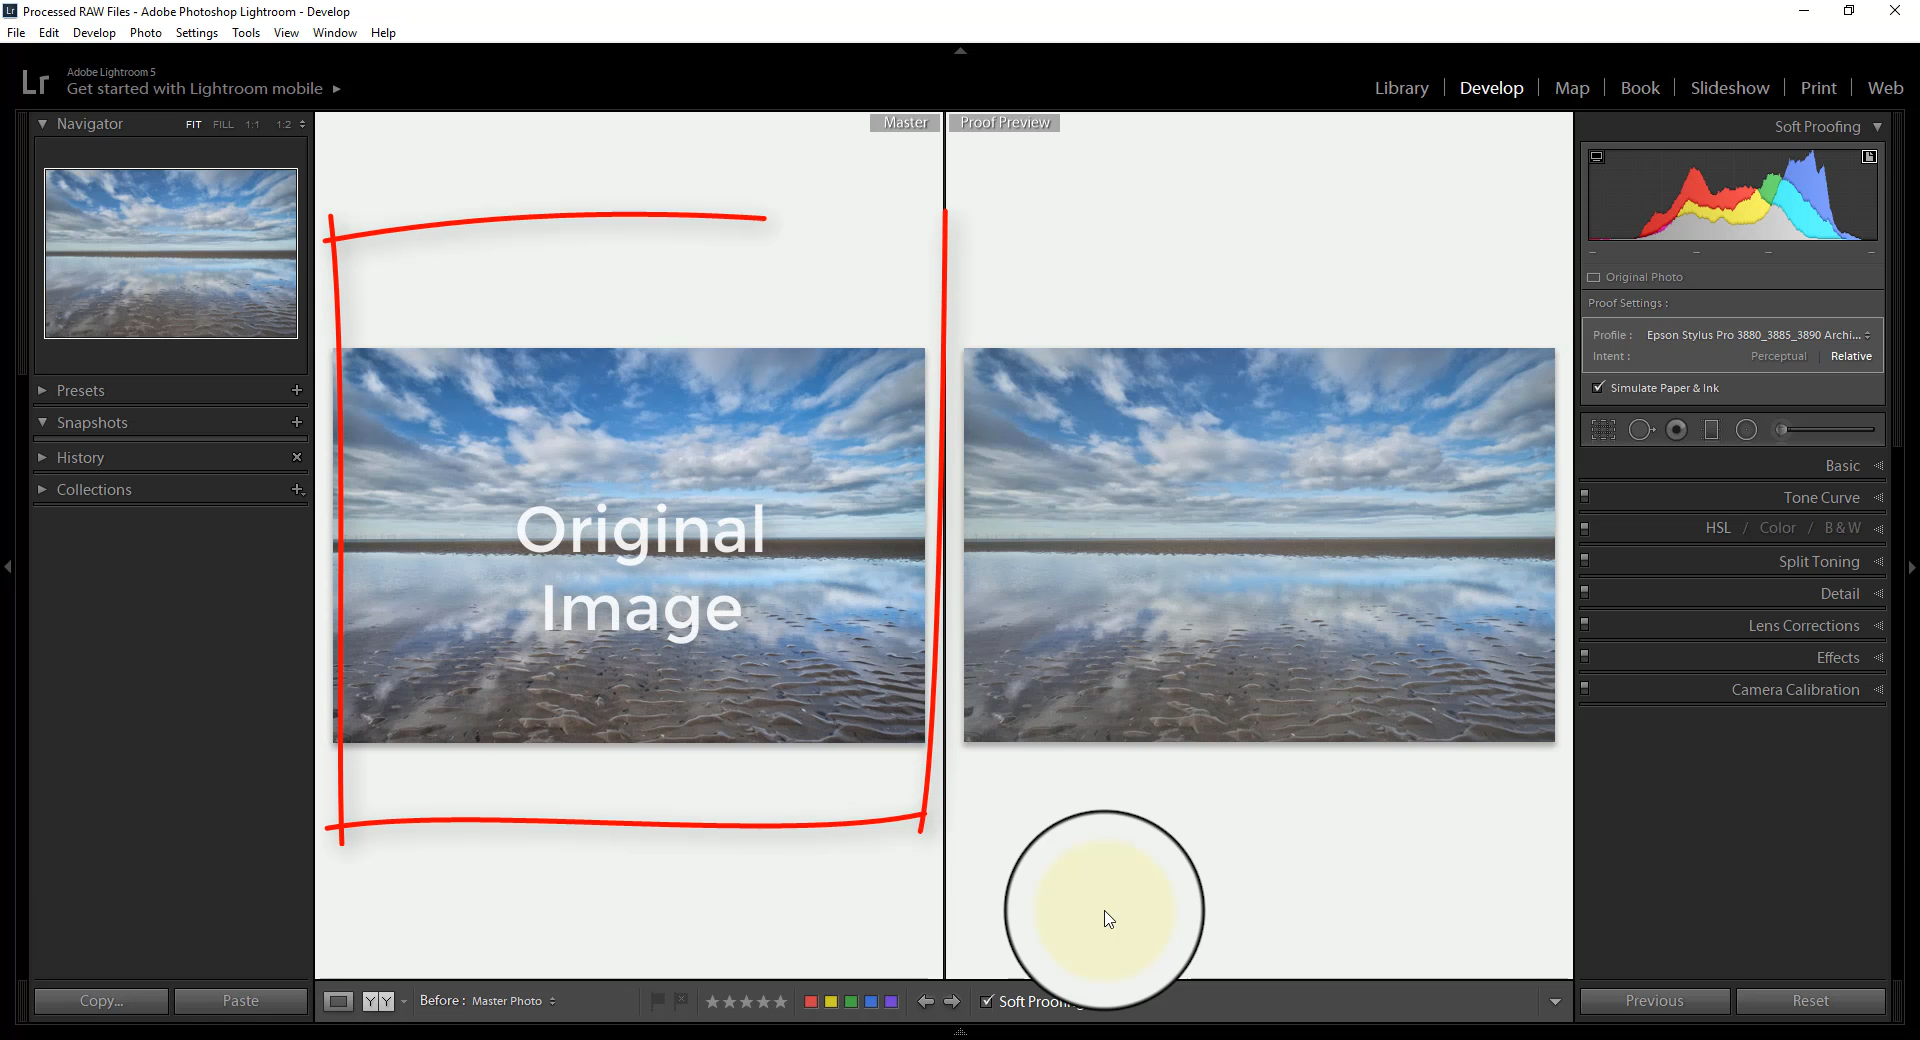 Processed RAW Files - Adobe Photoshop Lightroom - Develop
File Edit Develop Photo Settings Tools View Window Help
Lr
Adobe Lightroom 5
Get started with Lightroom mobile
Library Develop Map Book Slideshow Print Web
Navigator FIT FILL 1:1 1:2
Presets
Snapshots
History
Collections
Copy...
Paste
Master
Proof Preview
Original
Image
YY
Before : Master Photo
Soft Proofing
Histogram
Original Photo
Proof Settings :
Profile : Epson Stylus Pro 3880_3885_3890 Archi...
Intent : Perceptual Relative
Simulate Paper & Ink
Basic
Tone Curve
HSL / Color / B & W
Split Toning
Detail
Lens Corrections
Effects
Camera Calibration
Previous
Reset